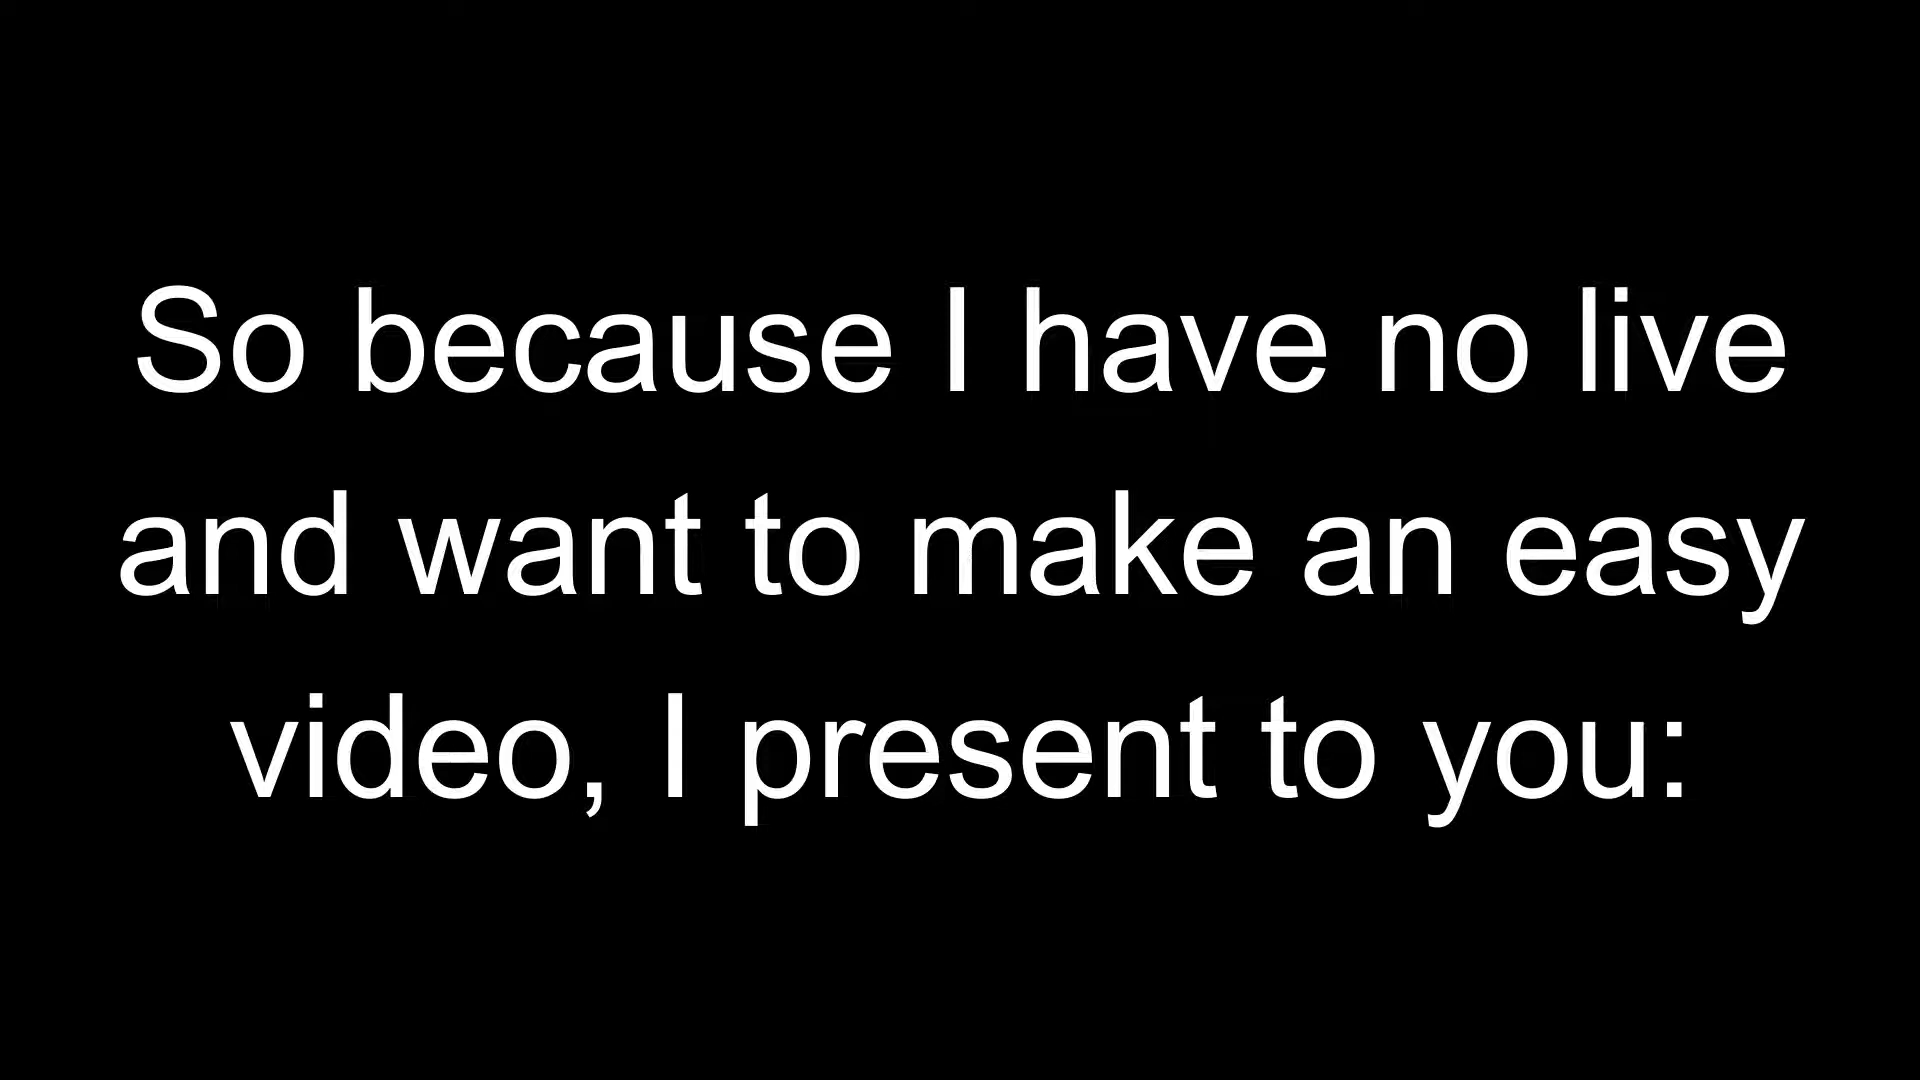 So because I have no live
and want to make an easy
video, I present to you: